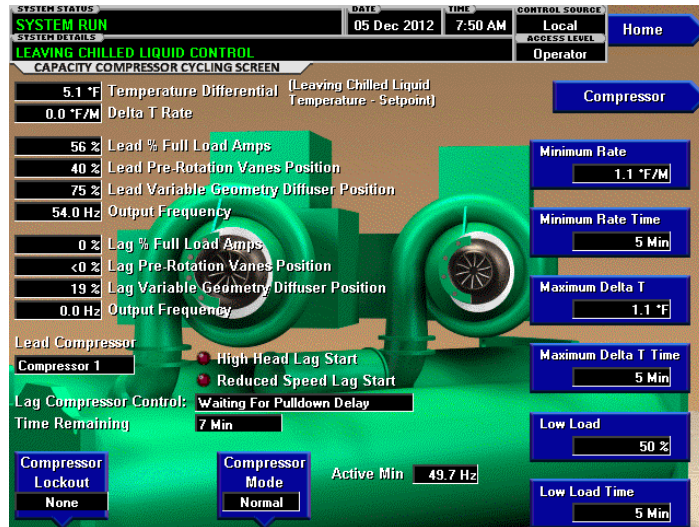 SYSTEM STATUS
SYSTEM RUN
DATE
05 Dec 2012
TIME
7:50 AM
CONTROL SOURCE
Local
Home
SYSTEM DETAILS
LEAVING CHILLED LIQUID CONTROL
ACCESS LEVEL
Operator
CAPACITY COMPRESSOR CYCLING SCREEN
5.1 °F Temperature Differential (Leaving Chilled Liquid
Temperature - Setpoint)
0.0 °F/M Delta T Rate
Compressor
56 % Lead % Full Load Amps
40 % Lead Pre-Rotation Vanes Position
75 % Lead Variable Geometry Diffuser Position
54.0 Hz Output Frequency
0 % Lag % Full Load Amps
<0 % Lag Pre-Rotation Vanes Position
19 % Lag Variable Geometry Diffuser Position
0.0 Hz Output Frequency
Minimum Rate
1.1 °F/M
Minimum Rate Time
5 Min
Maximum Delta T
1.1 °F
Maximum Delta T Time
5 Min
Low Load
50 %
Low Load Time
5 Min
Lead Compressor
Compressor 1
High Head Lag Start
Reduced Speed Lag Start
Lag Compressor Control: Waiting For Pulldown Delay
Time Remaining 7 Min
Compressor
Lockout
None
Compressor
Mode
Normal
Active Min 49.7 Hz